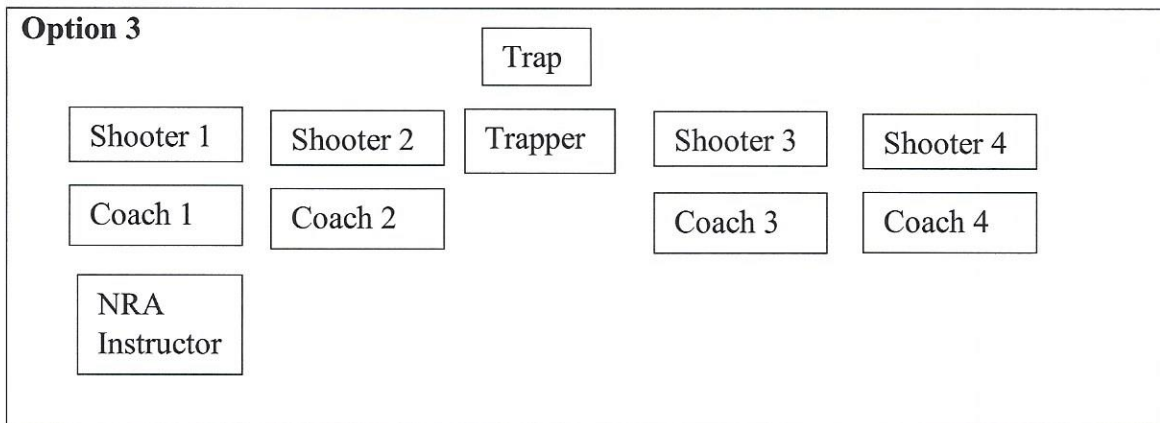 Option 3
Trap
Shooter 1
Shooter 2
Trapper
Shooter 3
Shooter 4
Coach 1
Coach 2
Coach 3
Coach 4
NRA
Instructor